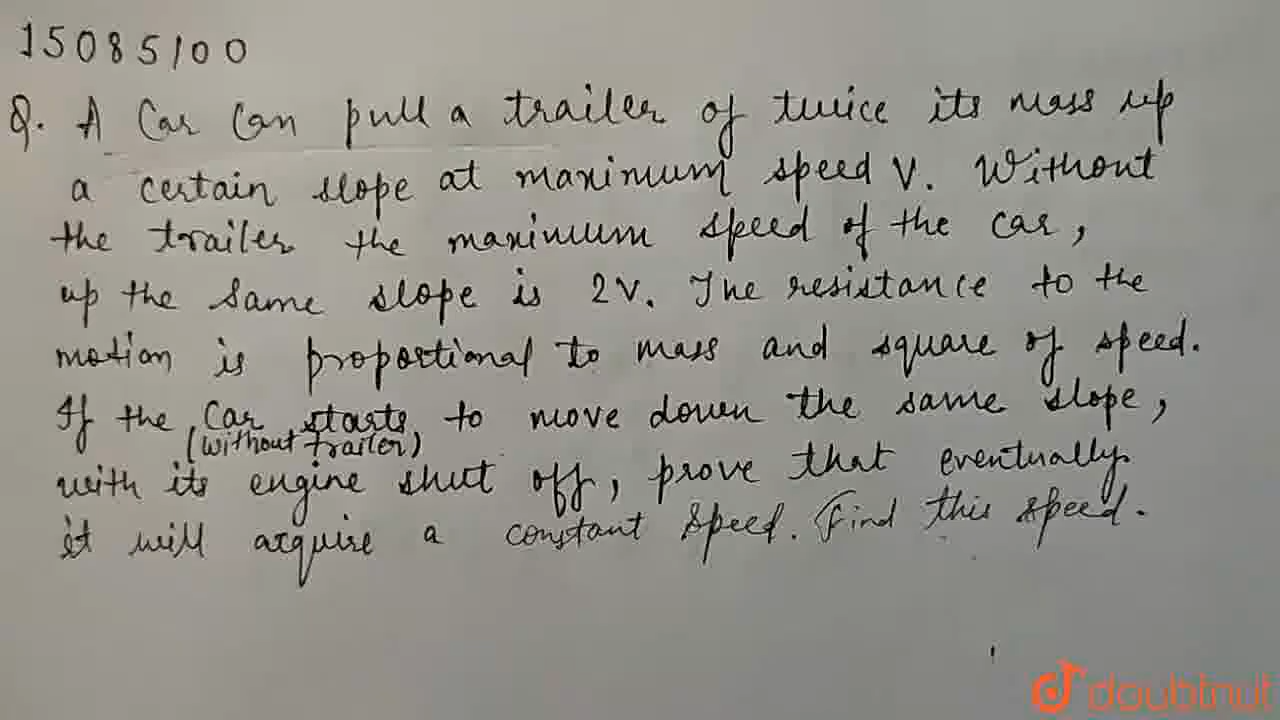 15085100
Q. A Car Can pull a trailer of twice its mass up
a certain slope at maximum speed V. Without
the trailer the maximum speed of the car,
up the same slope is 2V. The resistance to the
motion is proportional to mass and square of speed.
If the car starts to move down the same slope,
(without trailer)
with its engine shut off, prove that eventually
it will acquire a constant speed. Find this speed.
doubtnut